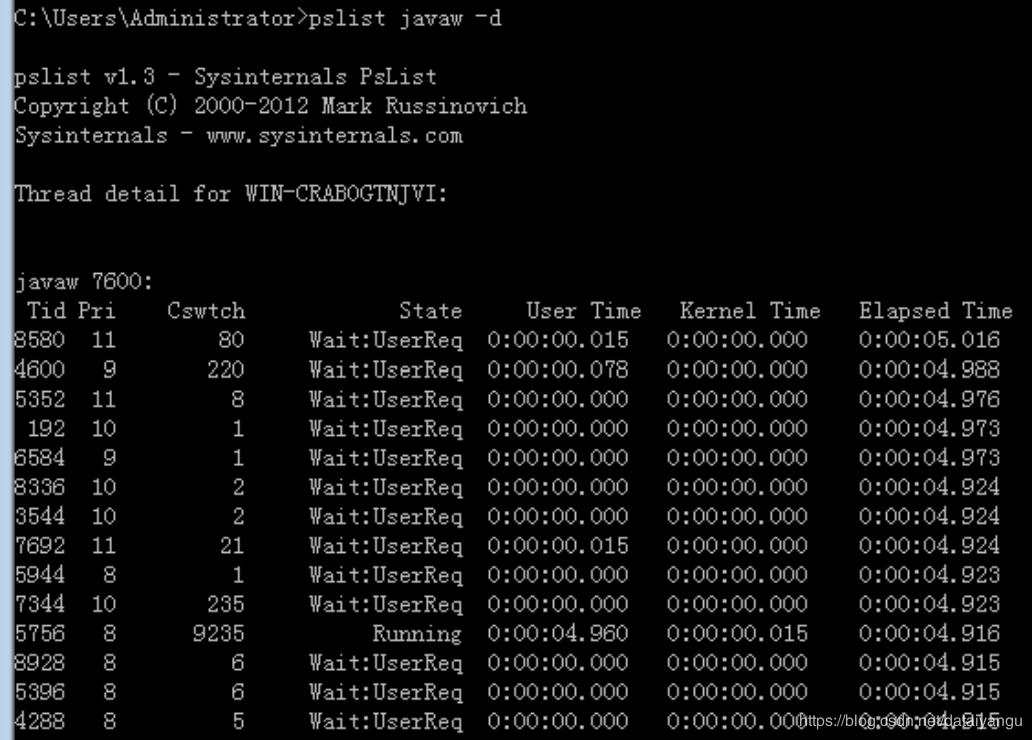 C:\Users\Administrator>pslist javaw -d
pslist v1.3 - Sysinternals PsList
Copyright (C) 2000-2012 Mark Russinovich
Sysinternals - www.sysinternals.com
Thread detail for WIN-CRABOGTNJVI:
javaw 7600:
Tid Pri Cswtch State User Time Kernel Time Elapsed Time
8580 11 80 Wait:UserReq 0:00:00.015 0:00:00.000 0:00:05.016
4600 9 220 Wait:UserReq 0:00:00.078 0:00:00.000 0:00:04.988
5352 11 8 Wait:UserReq 0:00:00.000 0:00:00.000 0:00:04.976
192 10 1 Wait:UserReq 0:00:00.000 0:00:00.000 0:00:04.973
6584 9 1 Wait:UserReq 0:00:00.000 0:00:00.000 0:00:04.973
8336 10 2 Wait:UserReq 0:00:00.000 0:00:00.000 0:00:04.924
3544 10 2 Wait:UserReq 0:00:00.000 0:00:00.000 0:00:04.924
7692 11 21 Wait:UserReq 0:00:00.015 0:00:00.000 0:00:04.924
5944 8 1 Wait:UserReq 0:00:00.000 0:00:00.000 0:00:04.923
7344 10 235 Wait:UserReq 0:00:00.000 0:00:00.000 0:00:04.923
5756 8 9235 Running 0:00:04.960 0:00:00.015 0:00:04.916
8928 8 6 Wait:UserReq 0:00:00.000 0:00:00.000 0:00:04.915
5396 8 6 Wait:UserReq 0:00:00.000 0:00:00.000 0:00:04.915
4288 8 5 Wait:UserReq 0:00:00.000 0:00:00.000 0:00:04.915
https://blog.csdn.net/dataiyangu